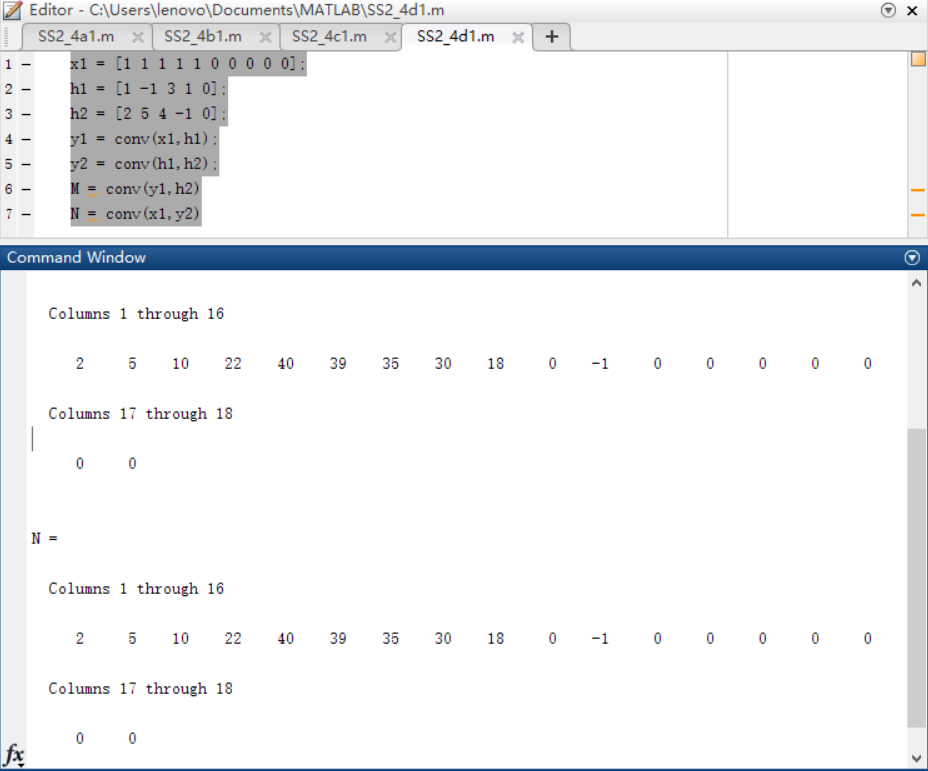 Editor - C:\Users\lenovo\Documents\MATLAB\SS2_4d1.m
SS2_4a1.m × SS2_4b1.m × SS2_4c1.m × SS2_4d1.m × +
1 – x1 = [1 1 1 1 1 0 0 0 0 0];
2 – h1 = [1 -1 3 1 0];
3 – h2 = [2 5 4 -1 0];
4 – y1 = conv(x1,h1);
5 – y2 = conv(h1,h2);
6 – M = conv(y1,h2)
7 – N = conv(x1,y2)
Command Window
Columns 1 through 16
2 5 10 22 40 39 35 30 18 0 -1 0 0 0 0 0
Columns 17 through 18
0 0
N =
Columns 1 through 16
2 5 10 22 40 39 35 30 18 0 -1 0 0 0 0 0
Columns 17 through 18
0 0
fx